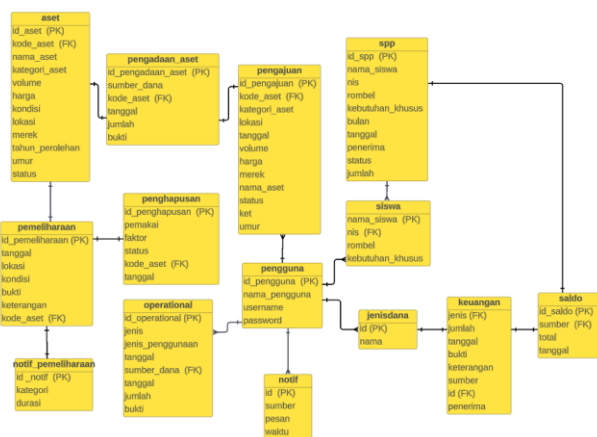 aset
id_aset (PK)
kode_aset (FK)
nama_aset
kategori_aset
volume
harga
kondisi
lokasi
merek
tahun_perolehan
umur
status
pengadaan_aset
id_pengadaan_aset (PK)
sumber_dana
kode_aset (FK)
tanggal
jumlah
bukti
pengajuan
id_pengajuan (PK)
kode_aset (FK)
kategori_aset
lokasi
tanggal
volume
harga
merek
nama_aset
status
ket
umur
spp
id_spp (PK)
nama_siswa
nis
rombel
kebutuhan_khusus
bulan
tanggal
penerima
status
jumlah
penghapusan
id_penghapusan (PK)
pemakai
faktor
status
kode_aset (FK)
tanggal
siswa
nama_siswa (PK)
nis (FK)
rombel
kebutuhan_khusus
pemeliharaan
id_pemeliharaan (PK)
tanggal
lokasi
kondisi
bukti
keterangan
kode_aset (FK)
pengguna
id_pengguna (PK)
nama_pengguna
username
password
operational
id_operational (PK)
jenis
jenis_penggunaan
tanggal
sumber_dana (FK)
tanggal
jumlah
bukti
jenisdana
id (PK)
nama
keuangan
jenis (FK)
jumlah
tanggal
bukti
keterangan
sumber
id (FK)
penerima
saldo
id_saldo (PK)
sumber (FK)
total
tanggal
notif_pemeliharaan
id _notif (PK)
kategori
durasi
notif
id (PK)
sumber
pesan
waktu